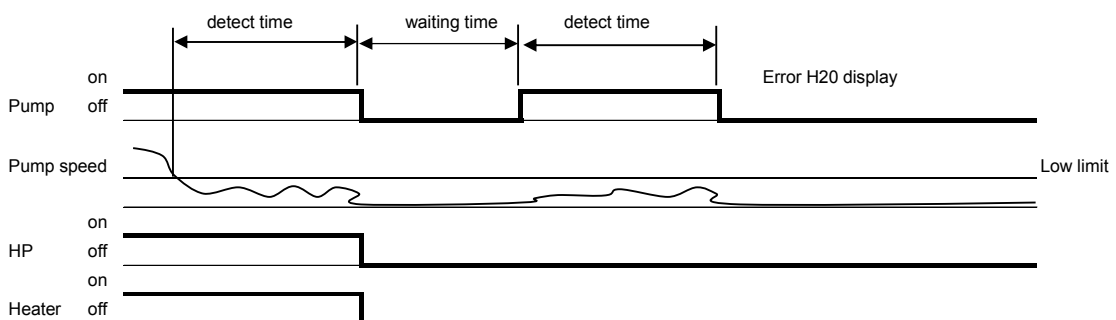 detect time waiting time detect time
on Error H20 display
Pump off
Pump speed Low limit
on
HP off
on
Heater off